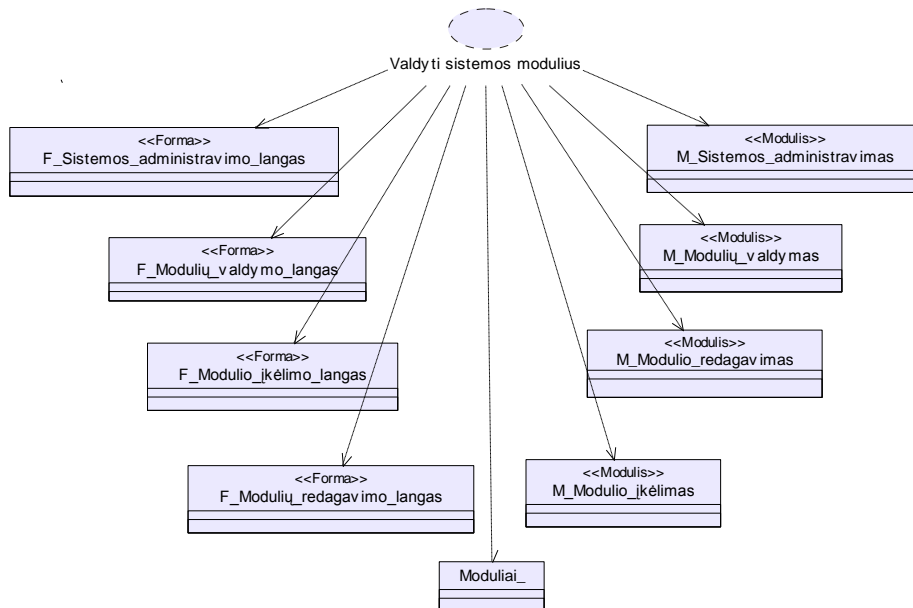 Valdyti sistemos modulius
<<Forma>>
F_Sistemos_administravimo_langas
<<Modulis>>
M_Sistemos_administravimas
<<Forma>>
F_Modulių_valdymo_langas
<<Modulis>>
M_Modulių_valdymas
<<Forma>>
F_Modulio_įkėlimo_langas
<<Modulis>>
M_Modulio_redagavimas
<<Forma>>
F_Modulių_redagavimo_langas
<<Modulis>>
M_Modulio_įkėlimas
Moduliai_